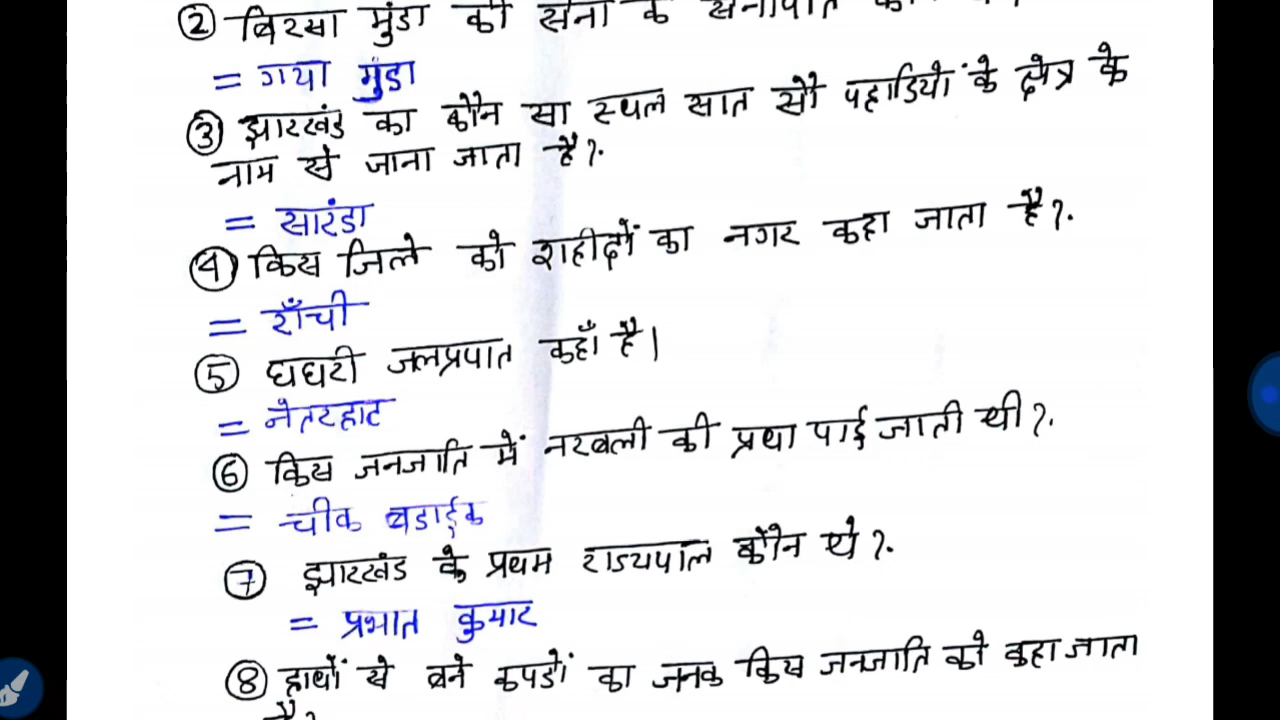 ② बिरसा मुंडा की सेना के सेनापति
= गया मुंडा
③ झारखंड का कौन सा स्थल सात सौ पहाडियों के क्षेत्र के
नाम से जाना जाता है?.
= सारंडा
④ किस जिले को शहीदों का नगर कहा जाता है?.
= राँची
⑤ घघरी जलप्रपात कहाँ है।
= नेतरहाट
⑥ किस जनजाति में नरबली की प्रथा पाई जाती थी?.
= चीक बडाईक
⑦ झारखंड के प्रथम राज्यपाल कौन थे?.
= प्रभात कुमार
⑧ हाथों से बने कपडों का जनक किस जनजाति को कहा जाता
है?